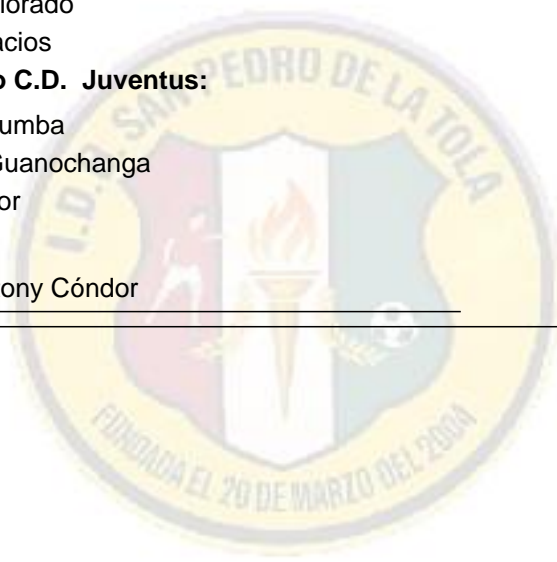 lorado
acios
o C.D. Juventus:
umba
Guanochanga
or
ony Cóndor
I.D.B. SAN PEDRO DE LA TOLA
FUNDADA EL 20 DE MARZO DEL 2004